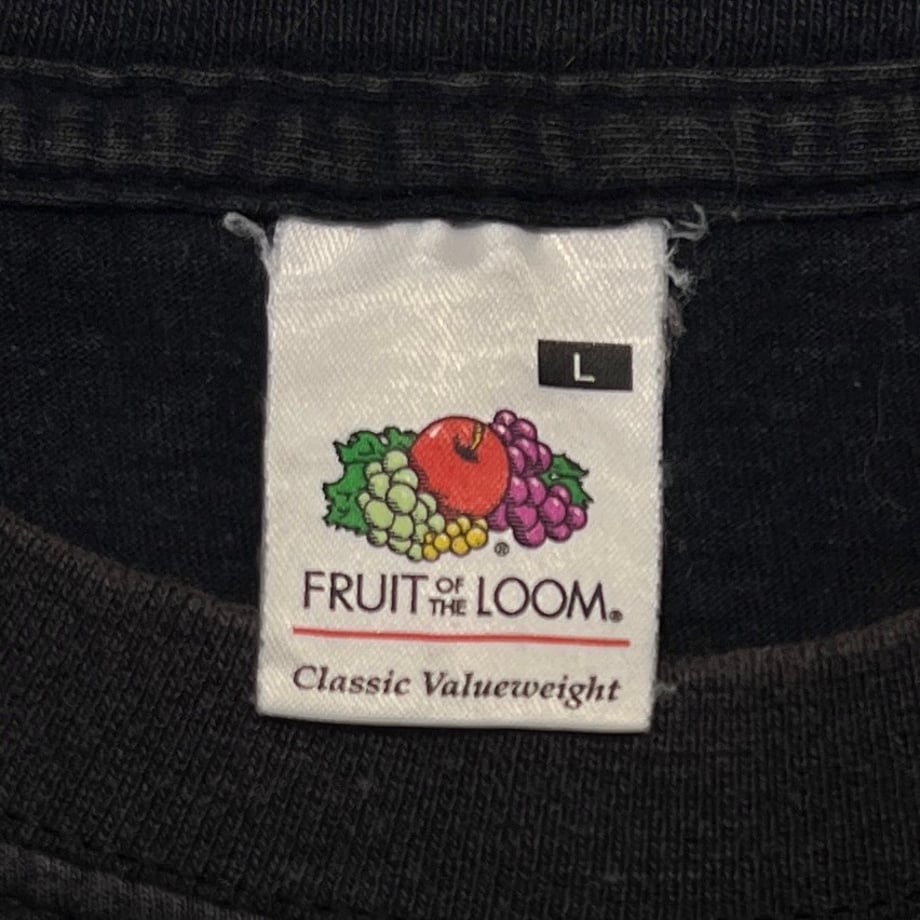 L
®
FRUIT OF THE LOOM®
Classic Valueweight